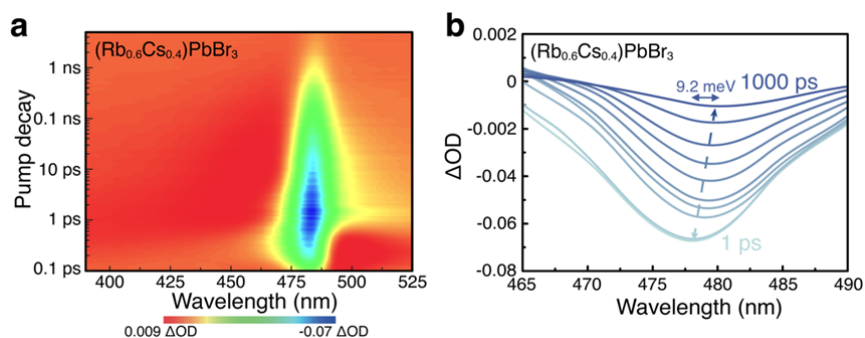 a
(Rb0.6Cs0.4)PbBr3
Pump decay
1 ns
0.1 ns
10 ps
1 ps
0.1 ps
400 425 450 475 500 525
Wavelength (nm)
0.009 ΔOD -0.07 ΔOD
b
(Rb0.6Cs0.4)PbBr3
9.2 meV 1000 ps
1 ps
ΔOD
0.002
0
-0.002
-0.04
-0.06
-0.08
465 470 475 480 485 490
Wavelength (nm)